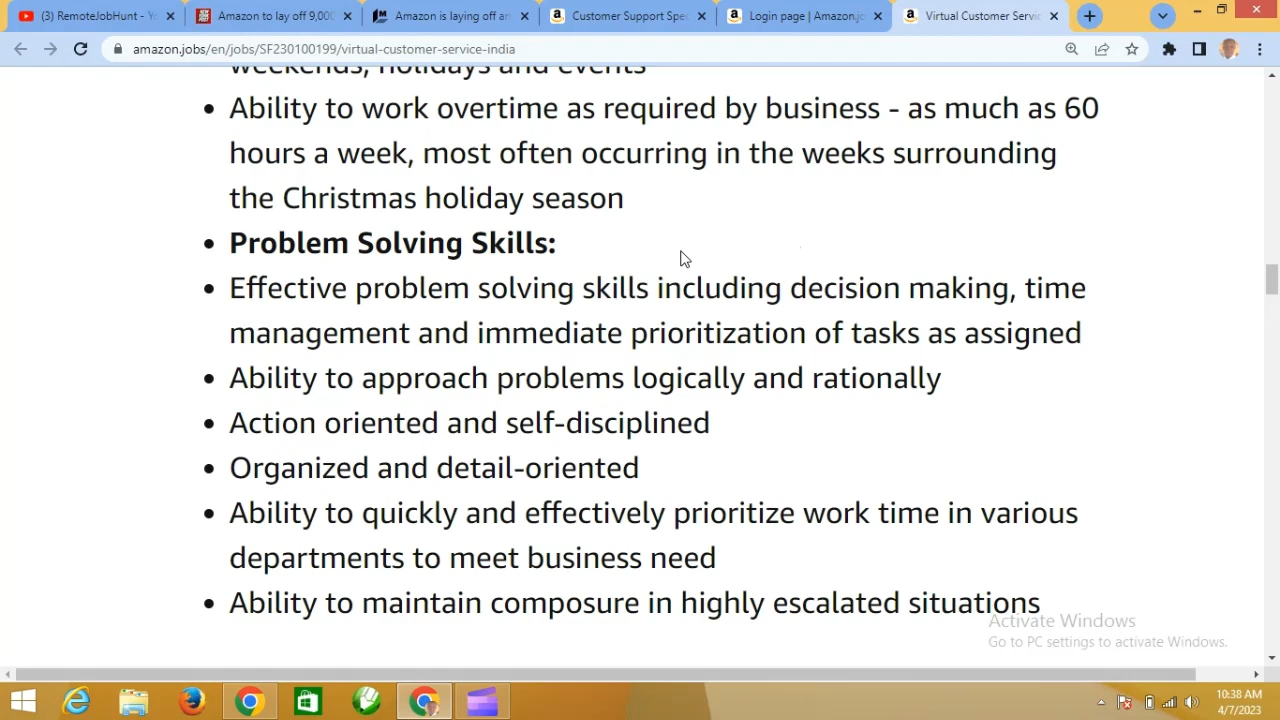 (3) RemoteJobHunt - Yo
Amazon to lay off 9,000
Amazon is laying off an
Customer Support Spec
Login page | Amazon.jo
Virtual Customer Servic
amazon.jobs/en/jobs/SF230100199/virtual-customer-service-india
weekends, holidays and events
• Ability to work overtime as required by business - as much as 60
hours a week, most often occurring in the weeks surrounding
the Christmas holiday season
• Problem Solving Skills:
• Effective problem solving skills including decision making, time
management and immediate prioritization of tasks as assigned
• Ability to approach problems logically and rationally
• Action oriented and self-disciplined
• Organized and detail-oriented
• Ability to quickly and effectively prioritize work time in various
departments to meet business need
• Ability to maintain composure in highly escalated situations
Activate Windows
Go to PC settings to activate Windows.
10:38 AM
4/7/2023